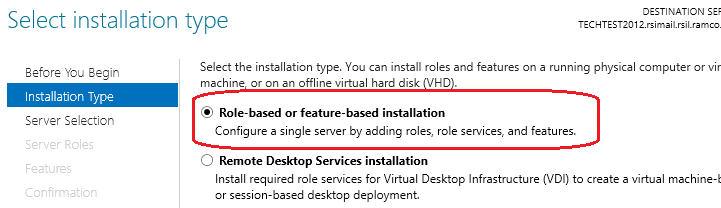 DESTINATION SER
Select installation type
TECHTEST2012.rsimail.rsil.ramco.
Before You Begin
Installation Type
Server Selection
Server Roles
Features
Confirmation
Select the installation type. You can install roles and features on a running physical computer or vir
machine, or on an offline virtual hard disk (VHD).
Role-based or feature-based installation
Configure a single server by adding roles, role services, and features.
Remote Desktop Services installation
Install required role services for Virtual Desktop Infrastructure (VDI) to create a virtual machine-b
or session-based desktop deployment.